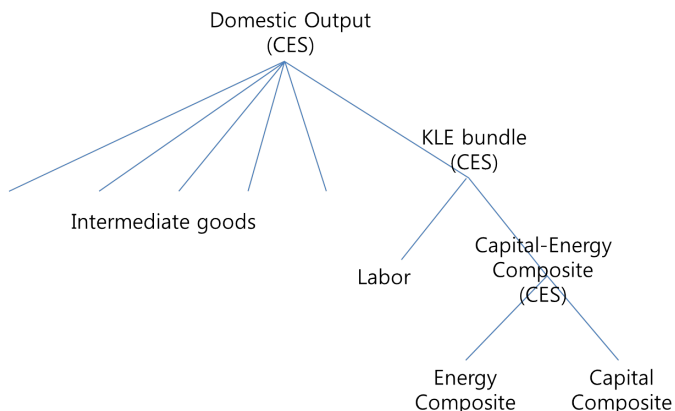 Domestic Output
(CES)
KLE bundle
(CES)
Intermediate goods
Capital-Energy
Composite
(CES)
Labor
Energy
Composite
Capital
Composite